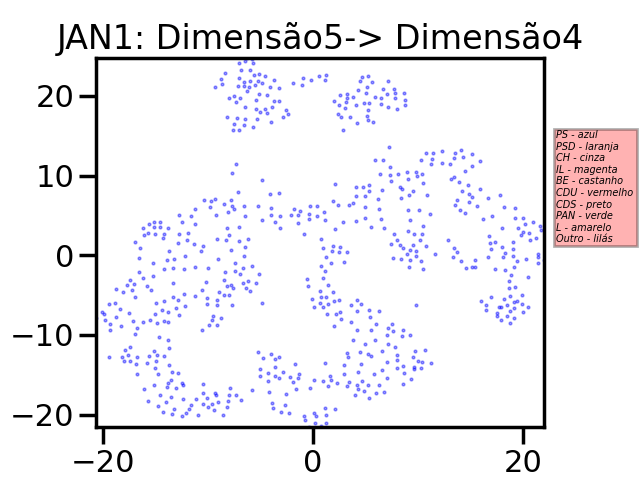 JAN1: Dimensão5-> Dimensão4
20
10
0
−10
−20
−20
0
20
PS - azul
PSD - laranja
CH - cinza
IL - magenta
BE - castanho
CDU - vermelho
CDS - preto
PAN - verde
L - amarelo
Outro - lilás